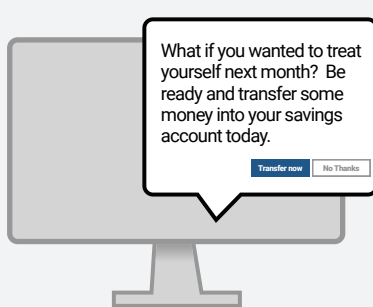 What if you wanted to treat
yourself next month? Be
ready and transfer some
money into your savings
account today.
Transfer now No Thanks